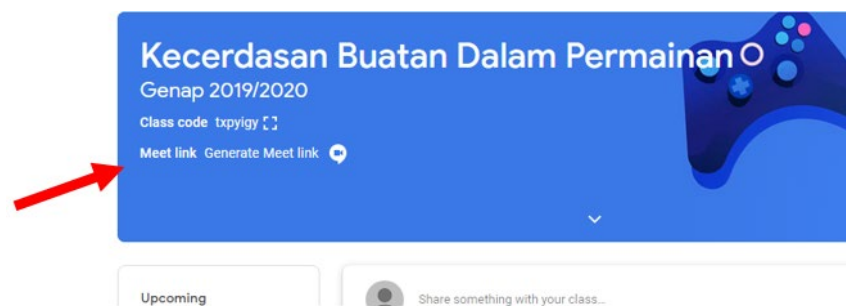 Kecerdasan Buatan Dalam Permainan
Genap 2019/2020
Class code txpyigy
Meet link Generate Meet link
Upcoming
Share something with your class...